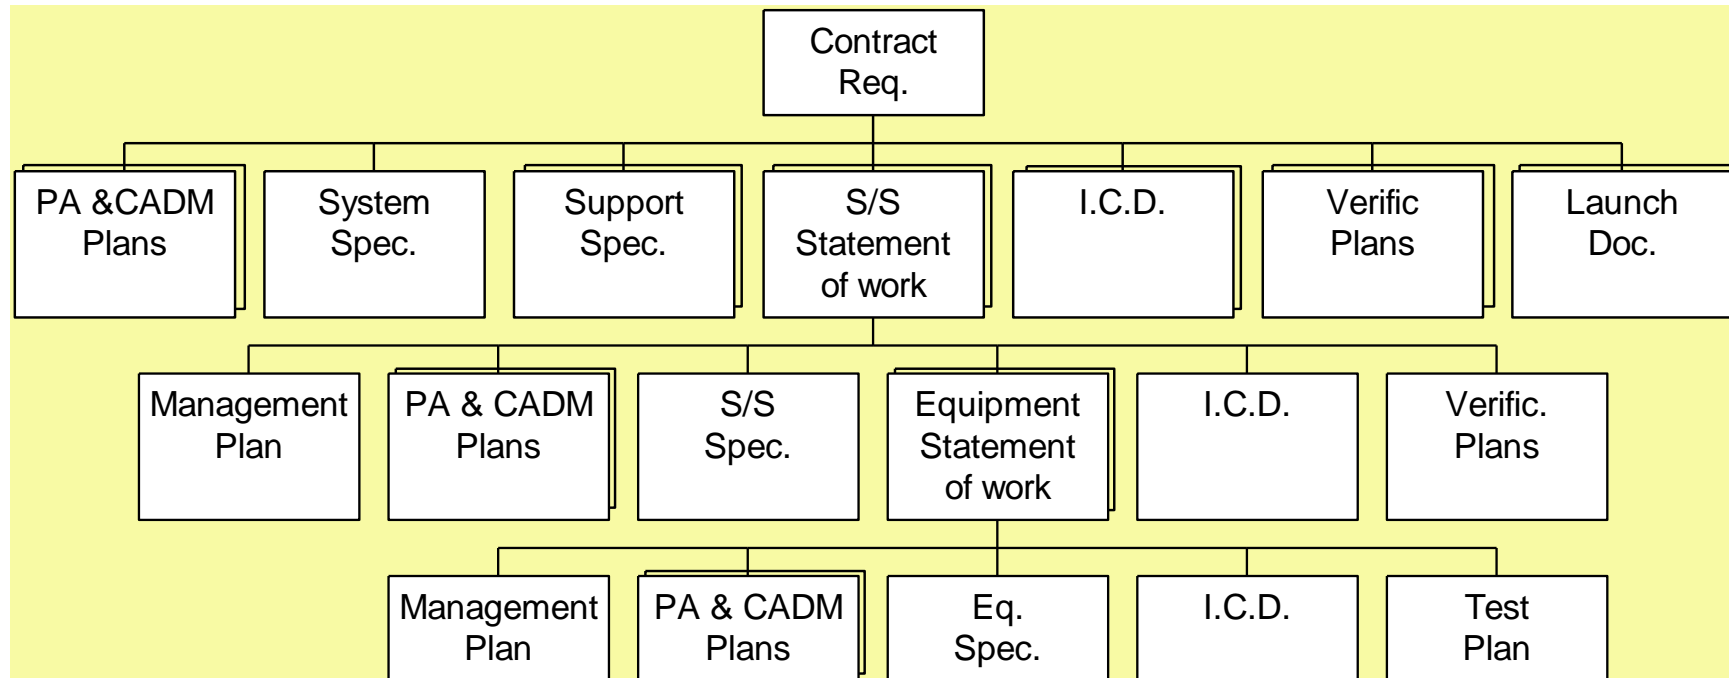 Contract
Req.
PA &CADM
Plans
System
Spec.
Support
Spec.
S/S
Statement
of work
I.C.D.
Verific
Plans
Launch
Doc.
Management
Plan
PA & CADM
Plans
S/S
Spec.
Equipment
Statement
of work
I.C.D.
Verific.
Plans
Management
Plan
PA & CADM
Plans
Eq.
Spec.
I.C.D.
Test
Plan